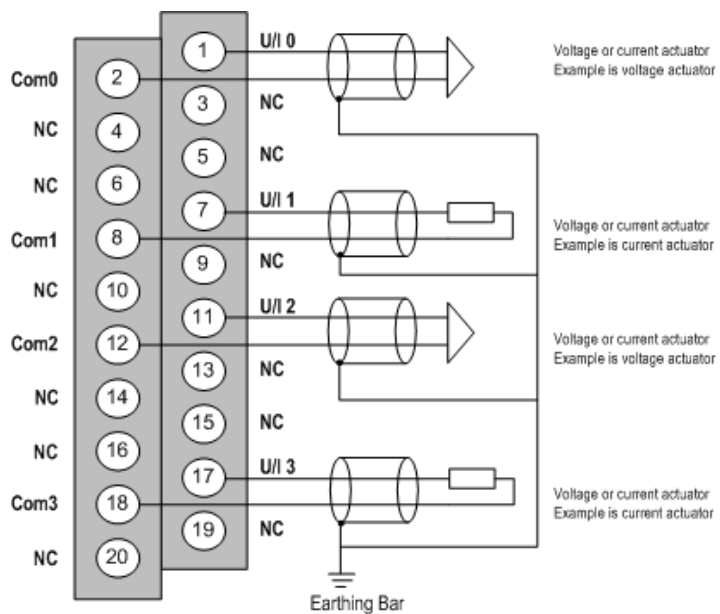 1 U/I 0 Voltage or current actuator
Example is voltage actuator
Com0 2
3 NC
NC 4
5 NC
NC 6
7 U/I 1
Voltage or current actuator
Com1 8 Example is current actuator
9 NC
NC 10
11 U/I 2
Com2 12 Voltage or current actuator
Example is voltage actuator
13 NC
NC 14
15 NC
NC 16
17 U/I 3
Voltage or current actuator
Com3 18 Example is current actuator
19 NC
NC 20
Earthing Bar